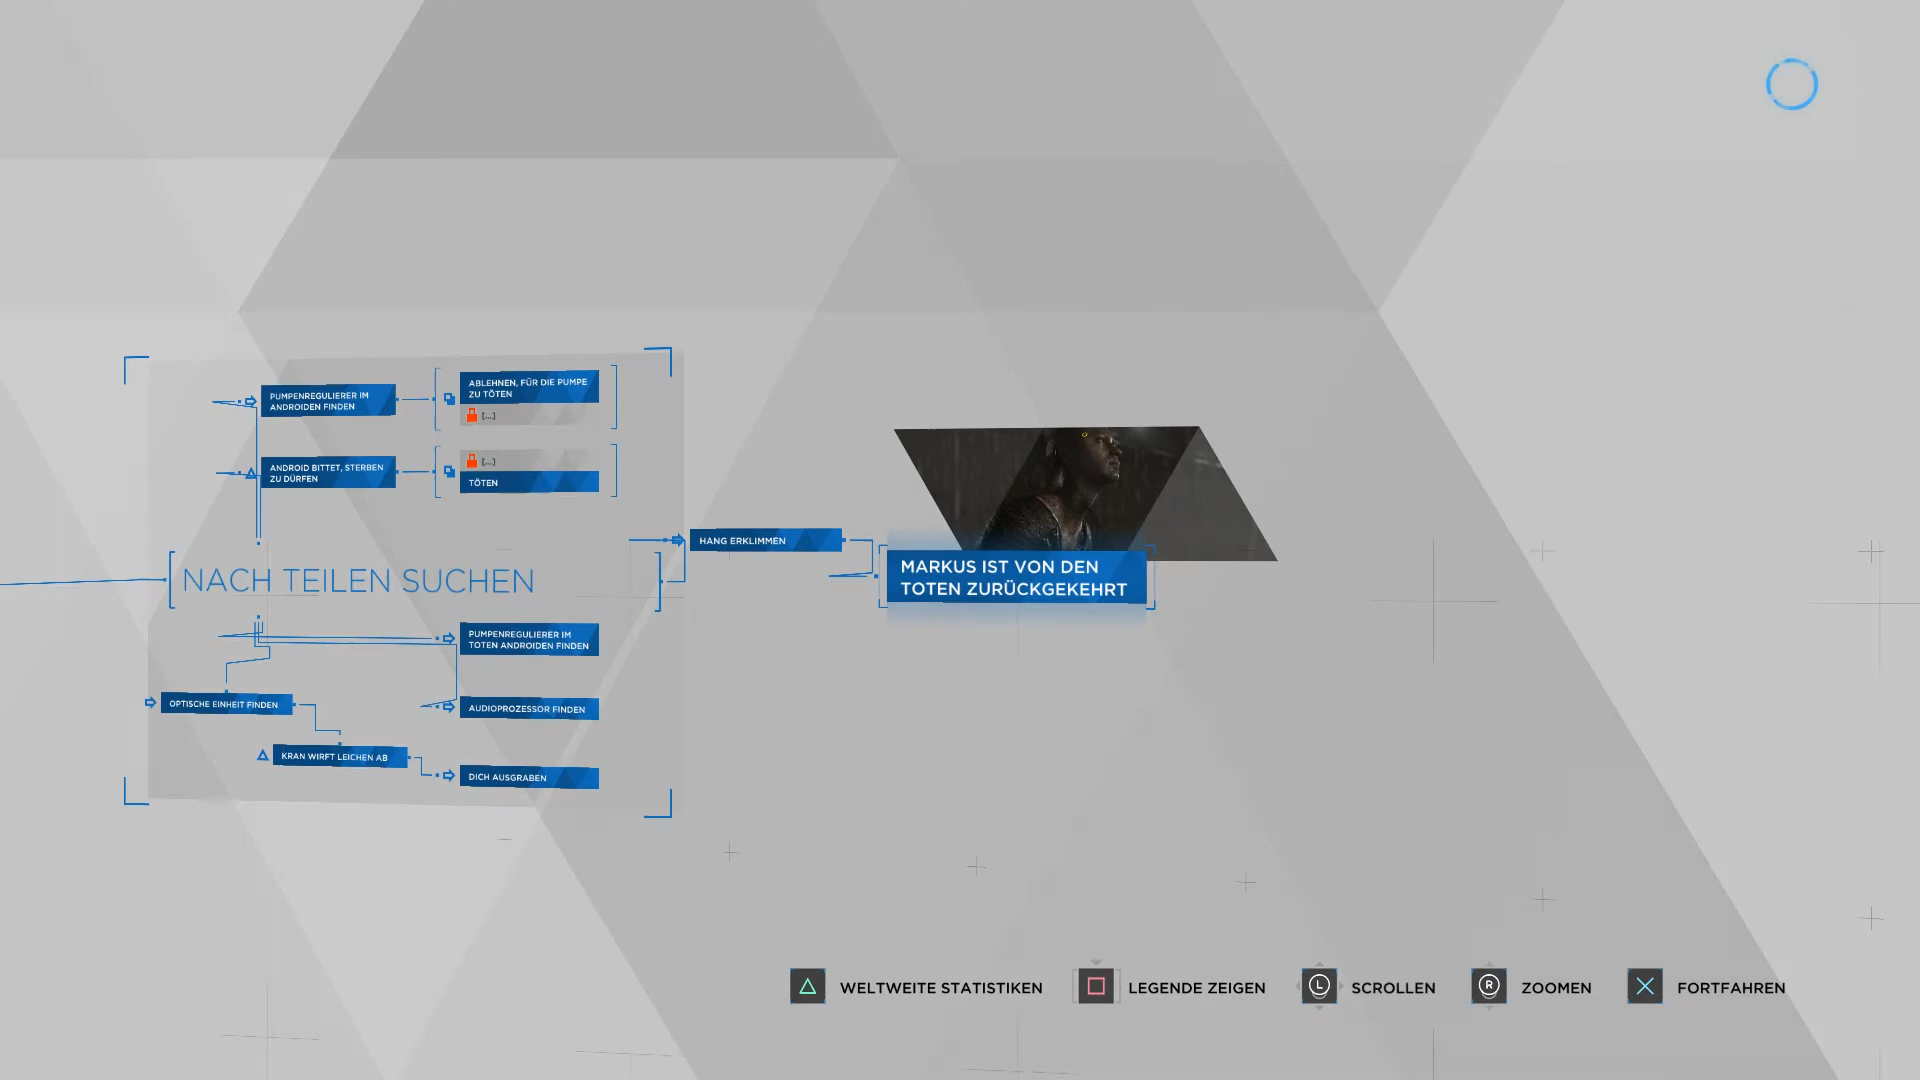 PUMPENREGULIERER IM
ANDROIDEN FINDEN
ABLEHNEN, FÜR DIE PUMPE
ZU TÖTEN
[...]
ANDROID BITTET, STERBEN
ZU DÜRFEN
[...]
TÖTEN
NACH TEILEN SUCHEN
HANG ERKLIMMEN
MARKUS IST VON DEN
TOTEN ZURÜCKGEKEHRT
PUMPENREGULIERER IM
TOTEN ANDROIDEN FINDEN
OPTISCHE EINHEIT FINDEN
AUDIOPROZESSOR FINDEN
KRAN WIRFT LEICHEN AB
DICH AUSGRABEN
WELTWEITE STATISTIKEN
LEGENDE ZEIGEN
L SCROLLEN
R ZOOMEN
FORTFAHREN